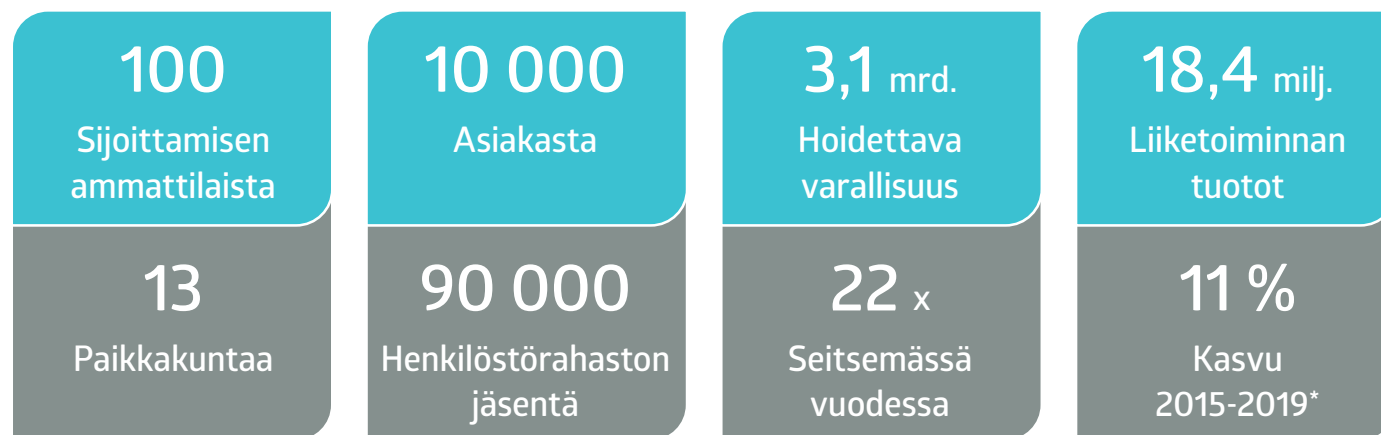 100
Sijoittamisen
ammattilaista
13
Paikkakuntaa
10 000
Asiakasta
90 000
Henkilöstörahaston
jäsentä
3,1 mrd.
Hoidettava
varallisuus
22 x
Seitsemässä
vuodessa
18,4 milj.
Liiketoiminnan
tuotot
11 %
Kasvu
2015-2019*